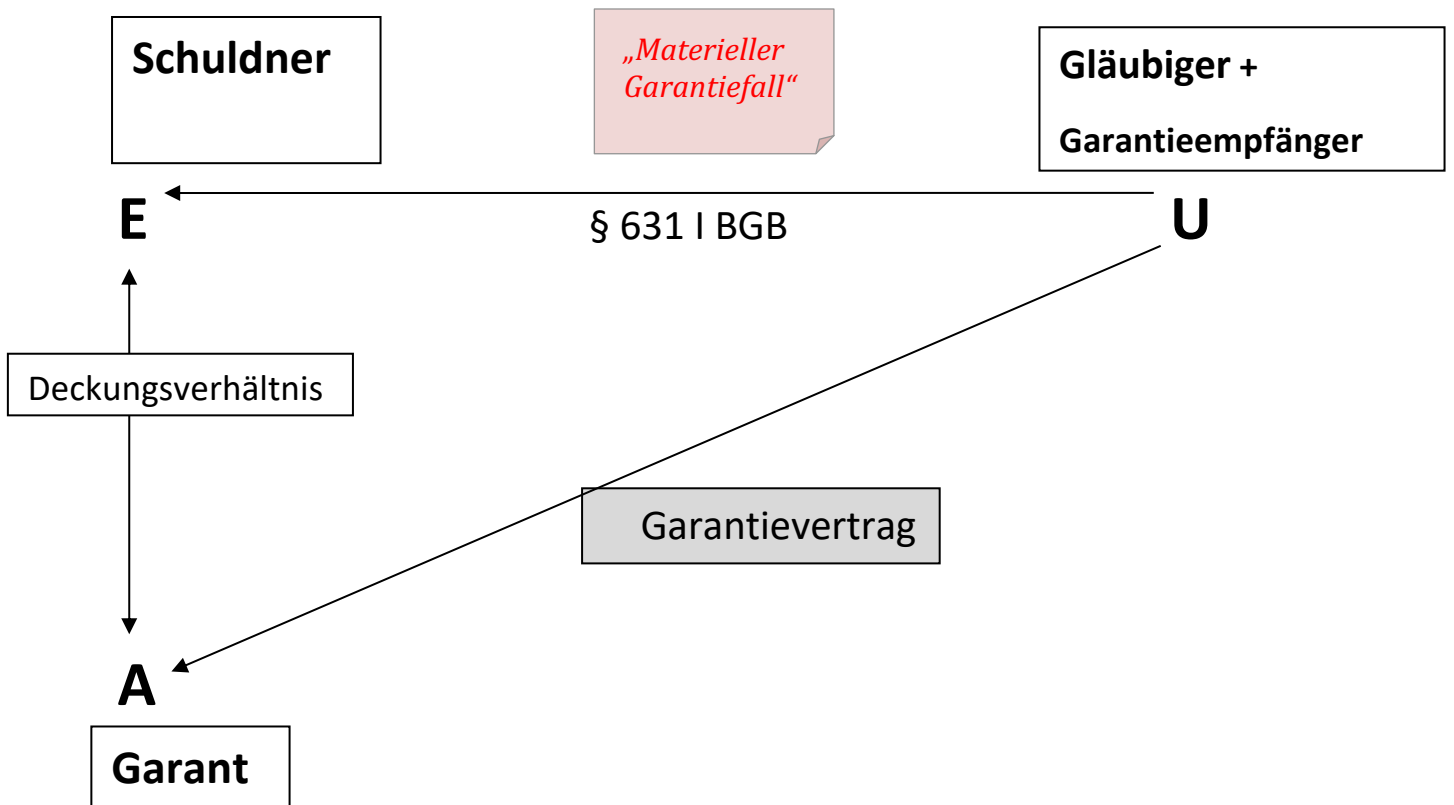 Schuldner
„Materieller
Garantiefall“
Gläubiger +
Garantieempfänger
E
§ 631 I BGB
U
Deckungsverhältnis
Garantievertrag
A
Garant